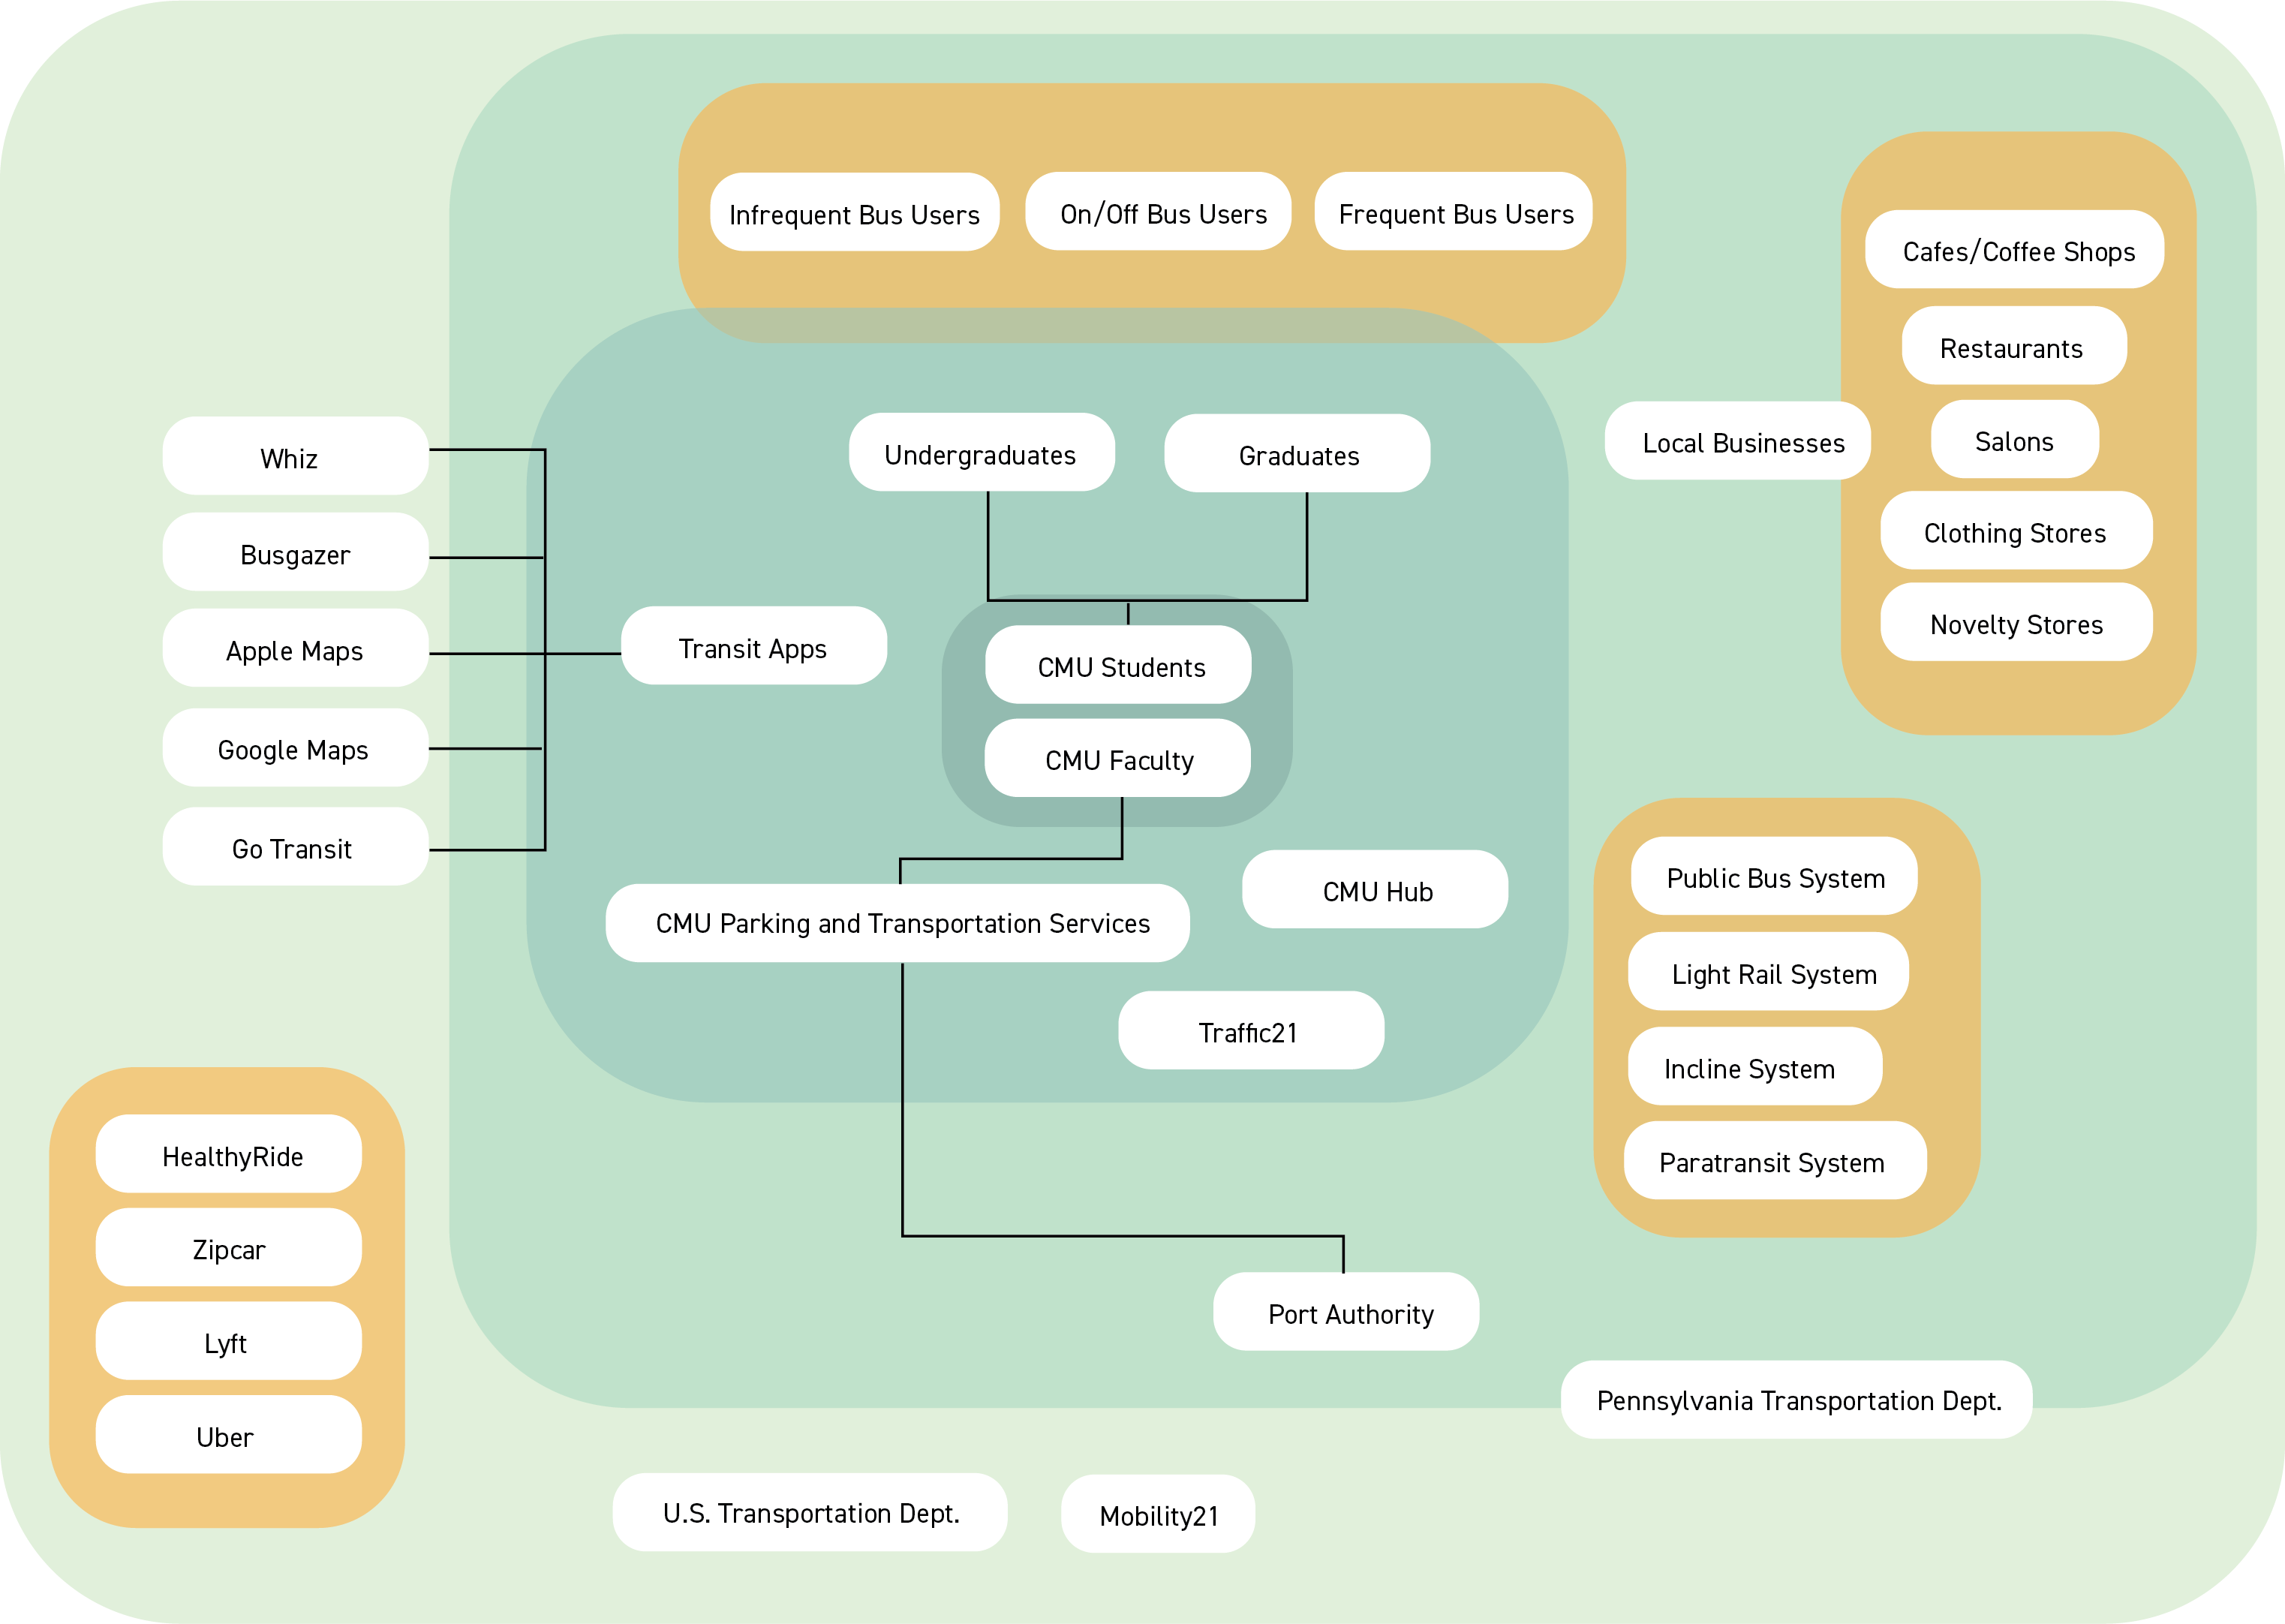 Infrequent Bus Users
On/Off Bus Users
Frequent Bus Users
Cafes/Coffee Shops
Restaurants
Salons
Clothing Stores
Novelty Stores
Local Businesses
Whiz
Busgazer
Apple Maps
Google Maps
Go Transit
Transit Apps
Undergraduates
Graduates
CMU Students
CMU Faculty
CMU Parking and Transportation Services
CMU Hub
Traffic21
Public Bus System
Light Rail System
Incline System
Paratransit System
HealthyRide
Zipcar
Lyft
Uber
Port Authority
Pennsylvania Transportation Dept.
U.S. Transportation Dept.
Mobility21